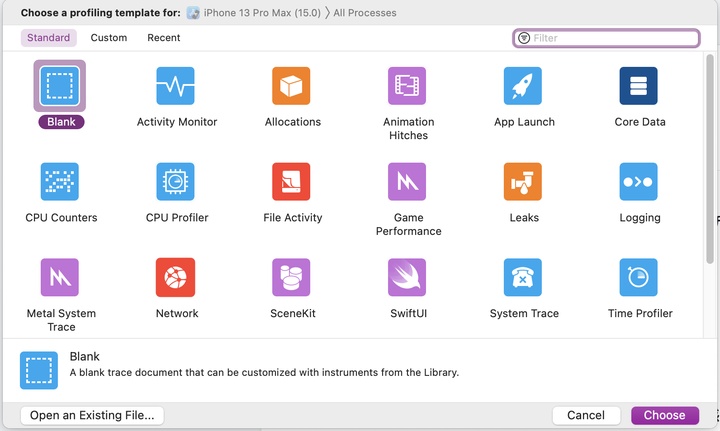 Choose a profiling template for: iPhone 13 Pro Max (15.0) 〉 All Processes
Standard Custom Recent Filter
Blank Activity Monitor Allocations Animation Hitches App Launch Core Data
CPU Counters CPU Profiler File Activity Game Performance Leaks Logging
Metal System Trace Network SceneKit SwiftUI System Trace Time Profiler
Blank
A blank trace document that can be customized with instruments from the Library.
Open an Existing File... Cancel Choose